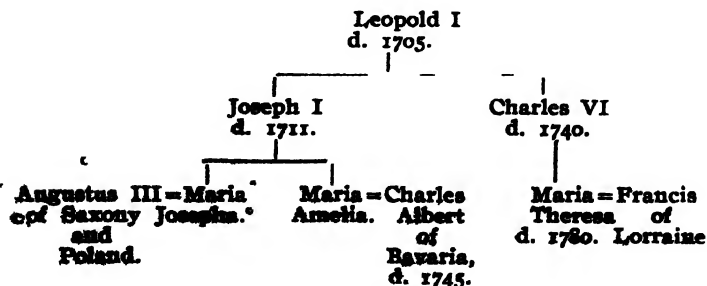 Leopold I
d. 1705.
Joseph I
d. 1711.
Charles VI
d. 1740.
Augustus III=Maria
of Saxony Josepha.
and
Poland.
Maria=Charles
Amelia. Albert
of
Bavaria,
d. 1745.
Maria=Francis
Theresa of
d. 1780. Lorraine